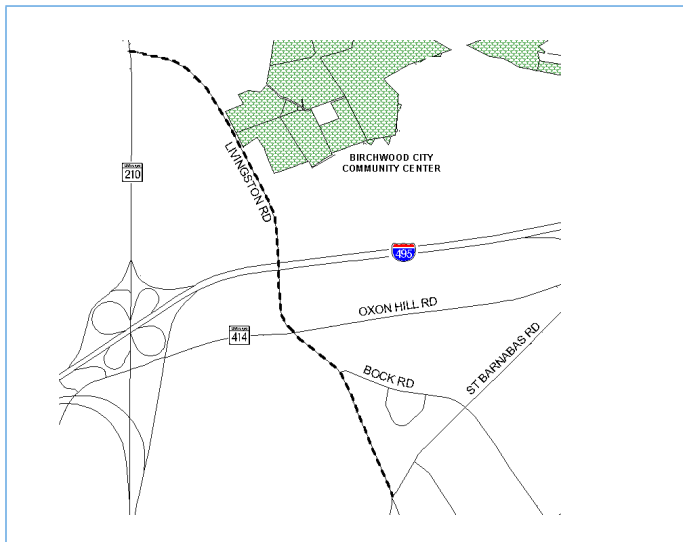 210
LIVINGSTON RD
BIRCHWOOD CITY
COMMUNITY CENTER
495
OXON HILL RD
414
BOCK RD
ST BARNABAS RD